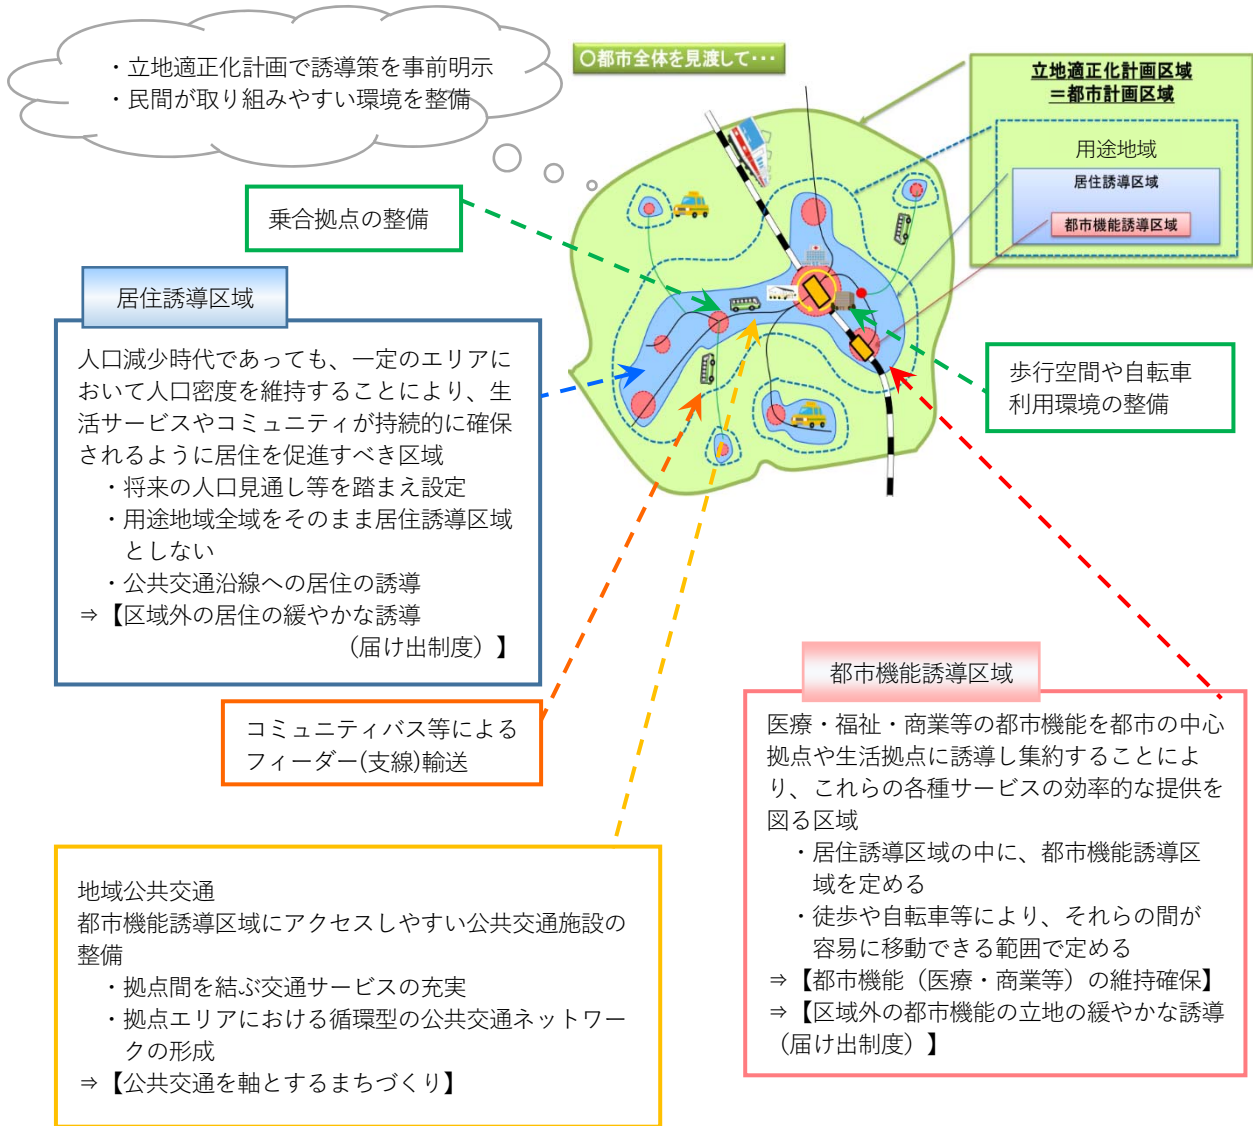 ・立地適正化計画で誘導策を事前明示
・民間が取り組みやすい環境を整備
〇都市全体を見渡して・・・
立地適正化計画区域
＝都市計画区域
用途地域
居住誘導区域
都市機能誘導区域
乗合拠点の整備
居住誘導区域
人口減少時代であっても、一定のエリアに
おいて人口密度を維持することにより、生
活サービスやコミュニティが持続的に確保
されるように居住を促進すべき区域
・将来の人口見通し等を踏まえ設定
・用途地域全域をそのまま居住誘導区域
としない
・公共交通沿線への居住の誘導
⇒【区域外の居住の緩やかな誘導
（届け出制度）】
歩行空間や自転車
利用環境の整備
コミュニティバス等による
フィーダー(支線)輸送
都市機能誘導区域
医療・福祉・商業等の都市機能を都市の中心
拠点や生活拠点に誘導し集約することによ
り、これらの各種サービスの効率的な提供を
図る区域
・居住誘導区域の中に、都市機能誘導区
域を定める
・徒歩や自転車等により、それらの間が
容易に移動できる範囲で定める
⇒【都市機能（医療・商業等）の維持確保】
⇒【区域外の都市機能の立地の緩やかな誘導
（届け出制度）】
地域公共交通
都市機能誘導区域にアクセスしやすい公共交通施設の
整備
・拠点間を結ぶ交通サービスの充実
・拠点エリアにおける循環型の公共交通ネットワー
クの形成
⇒【公共交通を軸とするまちづくり】